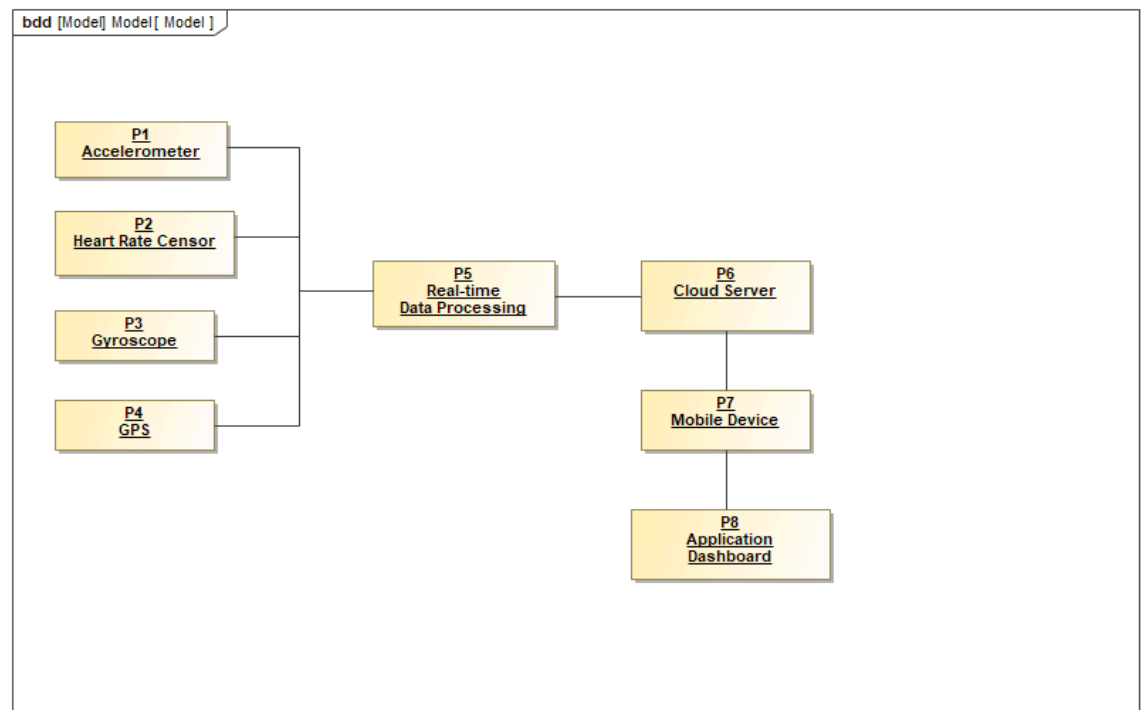 bdd [Model] Model[ Model ]
P1
Accelerometer
P2
Heart Rate Censor
P3
Gyroscope
P4
GPS
P5
Real-time
Data Processing
P6
Cloud Server
P7
Mobile Device
P8
Application
Dashboard